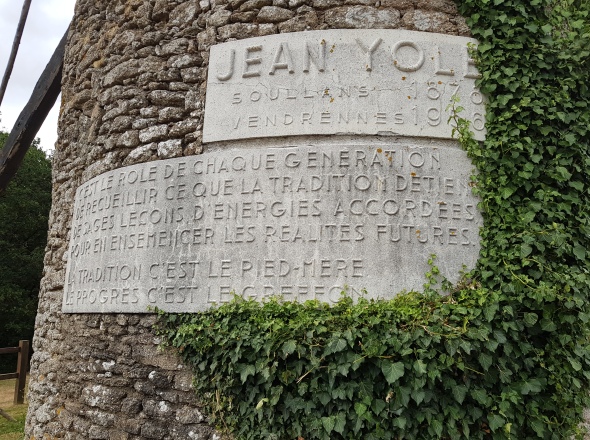 JEAN YOLE
SOULLANS 1878
VENDRENNES 19
EST LE ROLE DE CHAQUE GENERATION
DE RECUEILLIR CE QUE LA TRADITION DETIENT
DE SAGES LEÇONS D'ENERGIES ACCORDEES
POUR EN ENSEMENCER LES REALITES FUTURES.
LA TRADITION C'EST LE PIED-MERE
LE PROGRES C'EST LE GREFFON